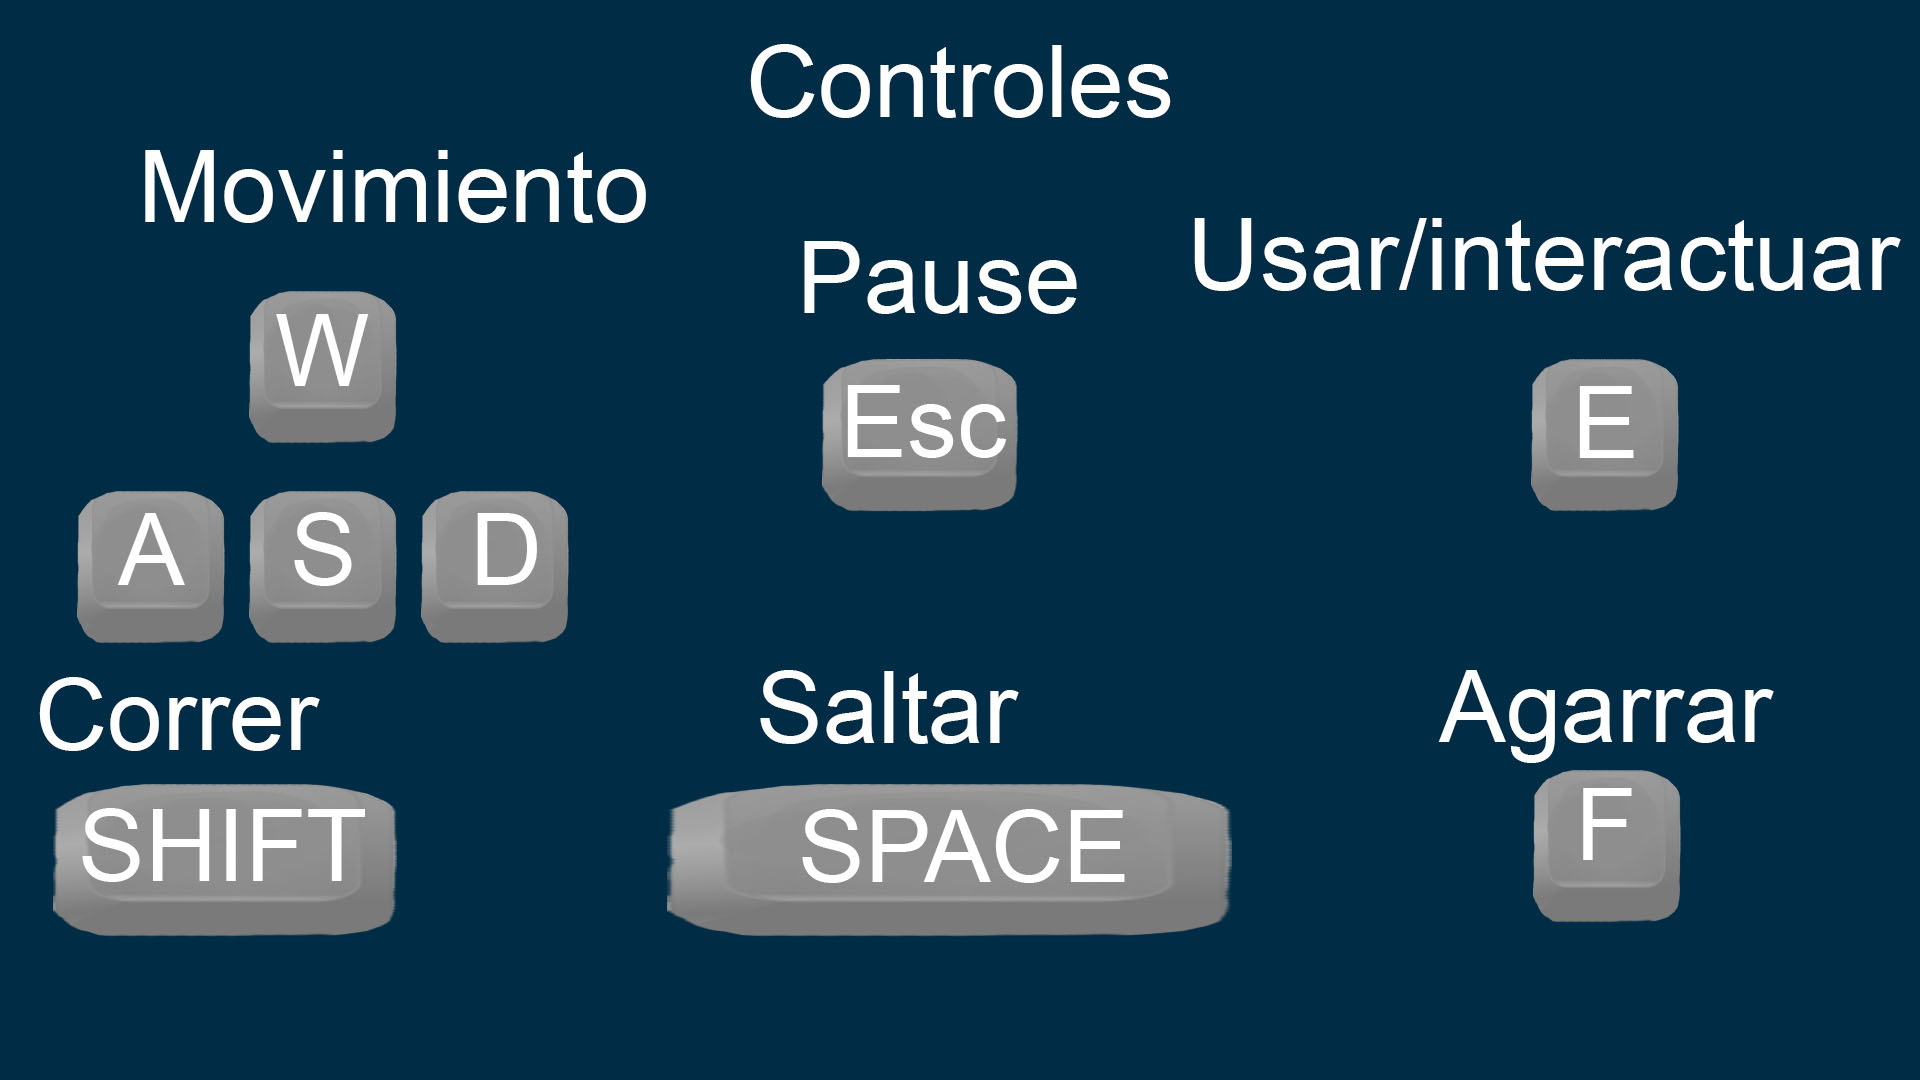 Controles
Movimiento
W
A S D
Pause
Esc
Usar/interactuar
E
Correr
SHIFT
Saltar
SPACE
Agarrar
F